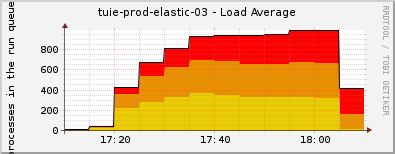 tuie-prod-elastic-03 - Load Average
processes in the run queue
800
600
400
200
0
17:20
17:40
18:00
RRDTOOL / TOBI OETIKER